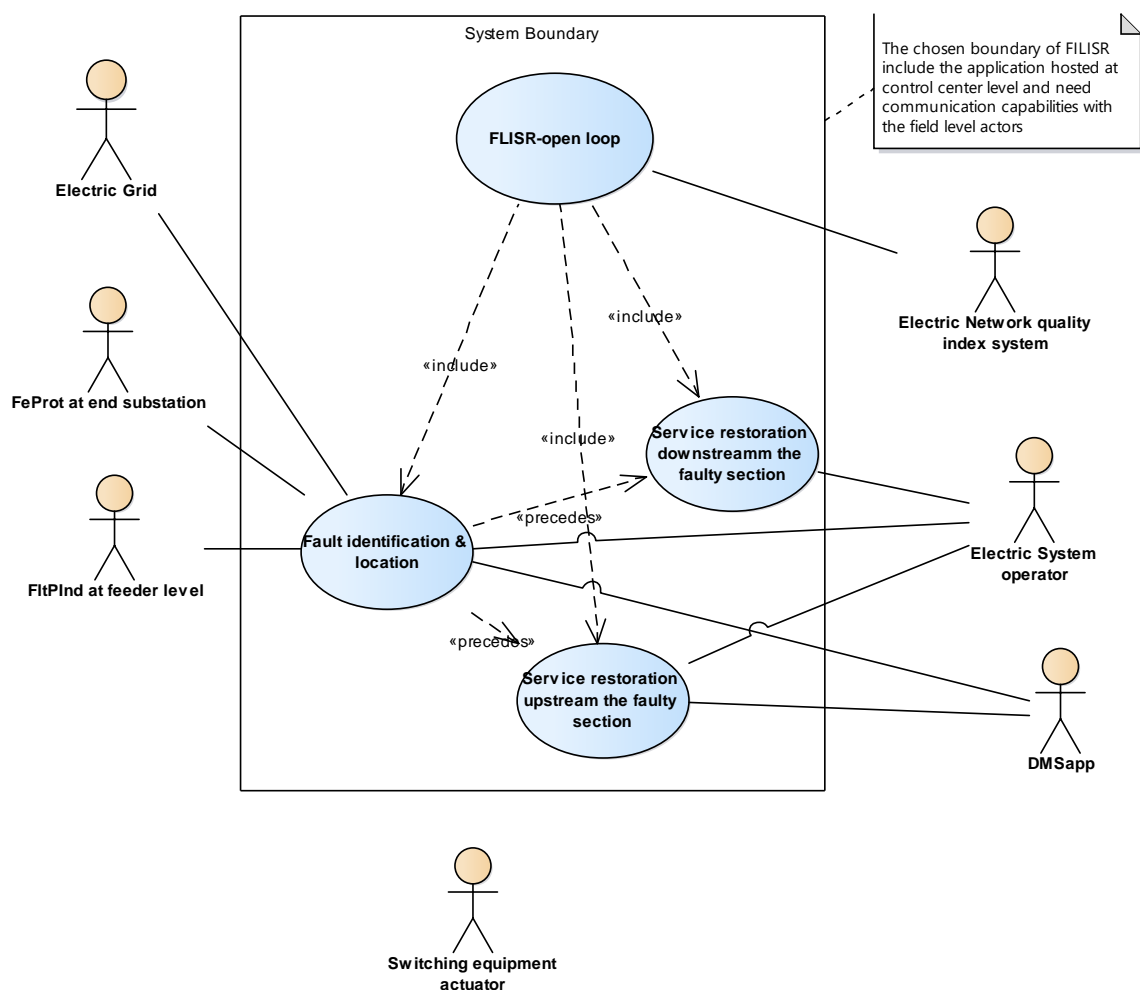 System Boundary
The chosen boundary of FILISR
include the application hosted at
control center level and need
communication capabilities with
the field level actors
FLISR-open loop
Electric Grid
FeProt at end substation
Electric Network quality
index system
«include»
«include»
«include»
Service restoration
downstreamm the
faulty section
«precedes»
Fault identification &
location
FltPInd at feeder level
Electric System
operator
«precedes»
Service restoration
upstream the faulty
section
DMSapp
Switching equipment
actuator